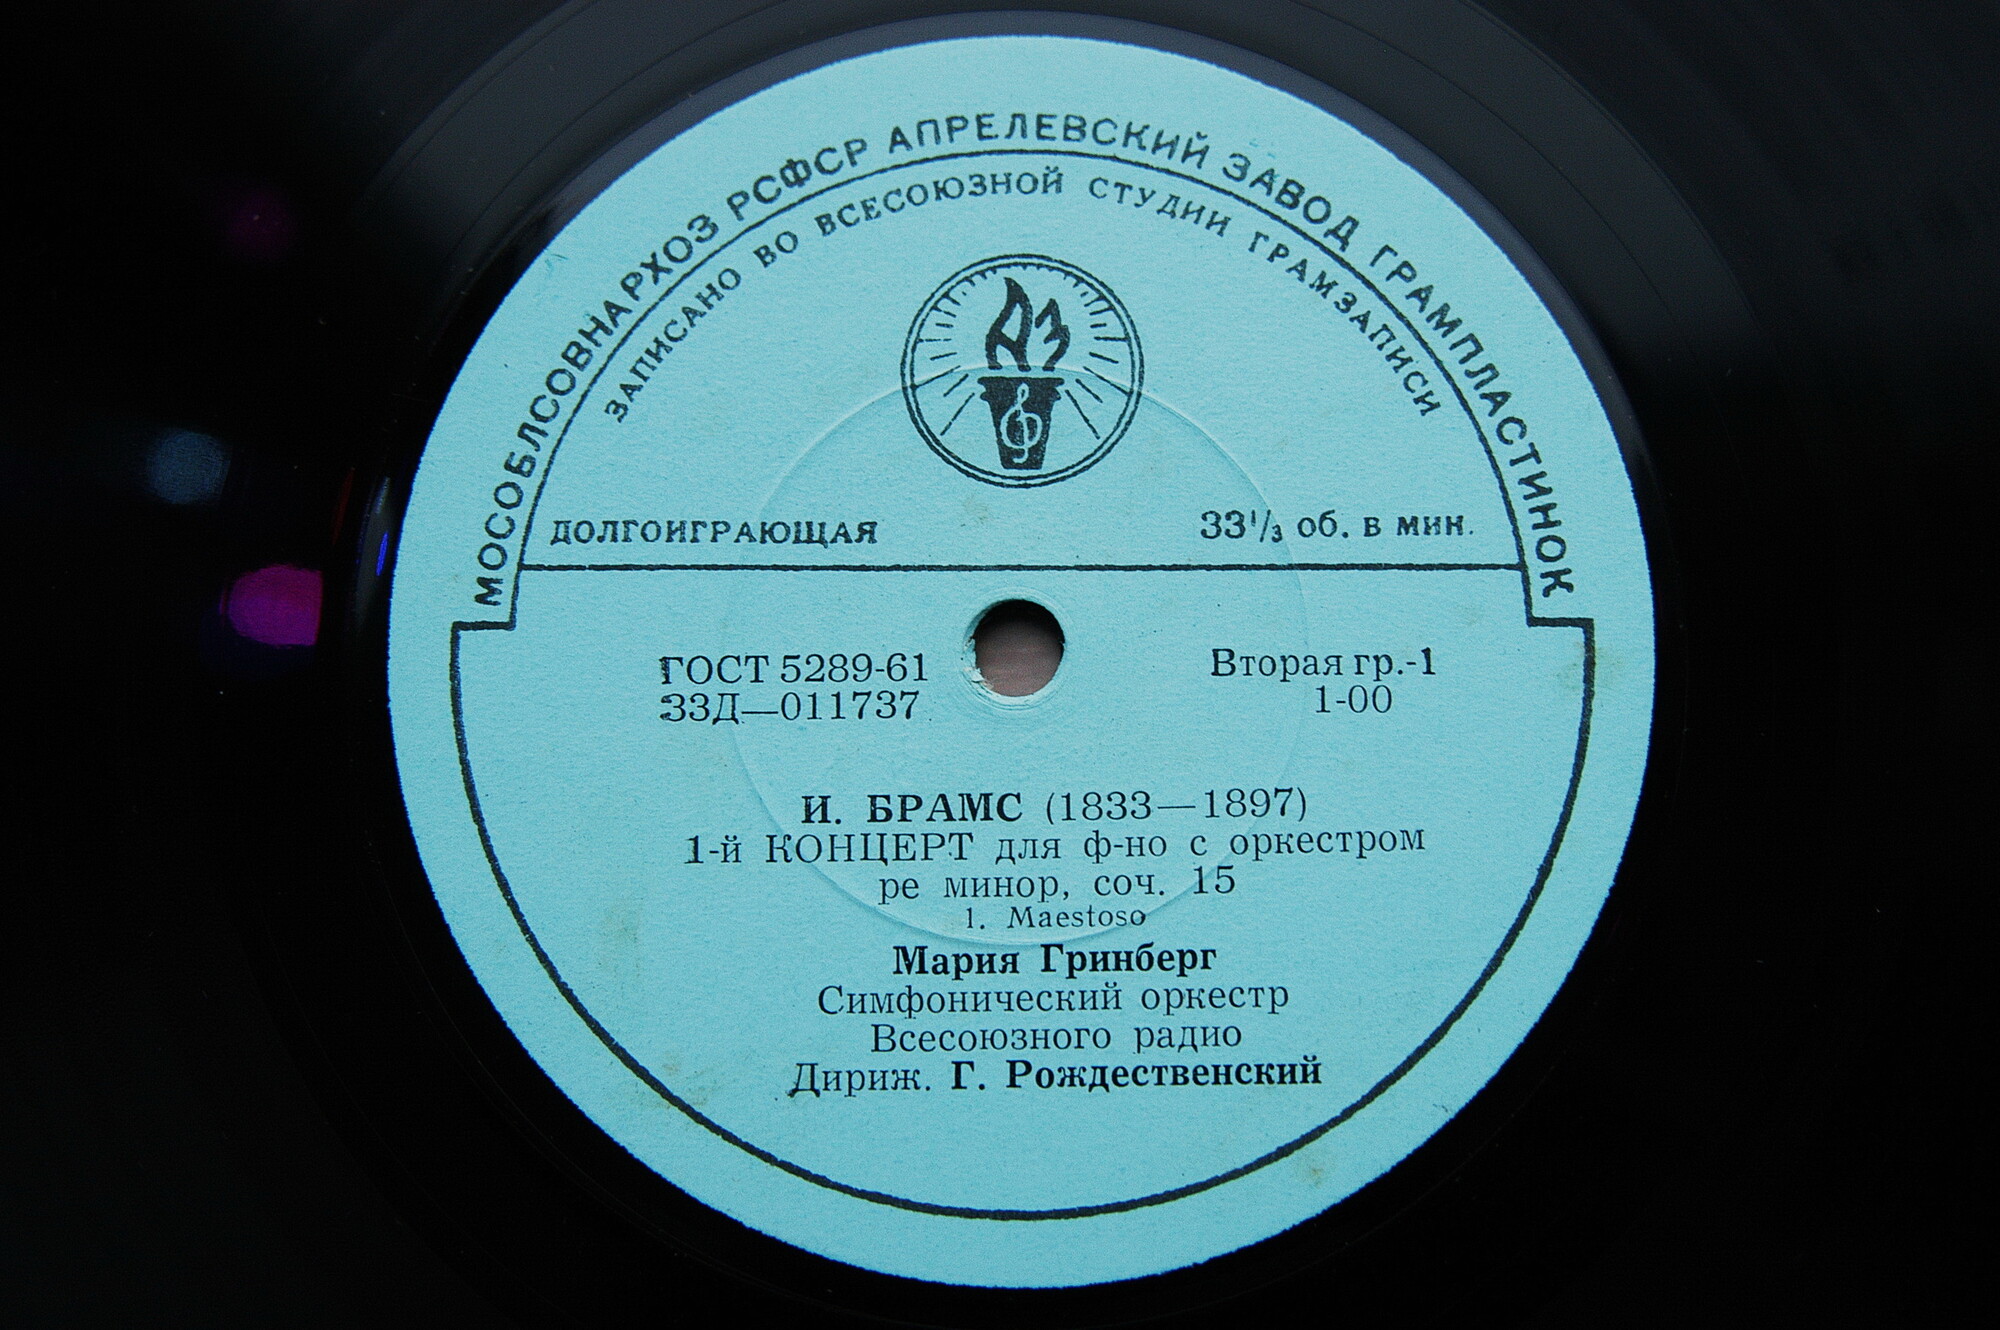 МОСОБЛСОВНАРХОЗ РСФСР АПРЕЛЕВСКИЙ ЗАВОД ГРАМПЛАСТИНОК
ЗАПИСАНО ВО ВСЕСОЮЗНОЙ СТУДИИ ГРАМЗАПИСИ
АЗ
ДОЛГОИГРАЮЩАЯ 33⅓ об. в мин.
ГОСТ 5289-61 Вторая гр.-1
33Д—011737 1-00
И. БРАМС (1833—1897)
1-й КОНЦЕРТ для ф-но с оркестром
ре минор, соч. 15
1. Maestoso
Мария Гринберг
Симфонический оркестр
Всесоюзного радио
Дириж. Г. Рождественский